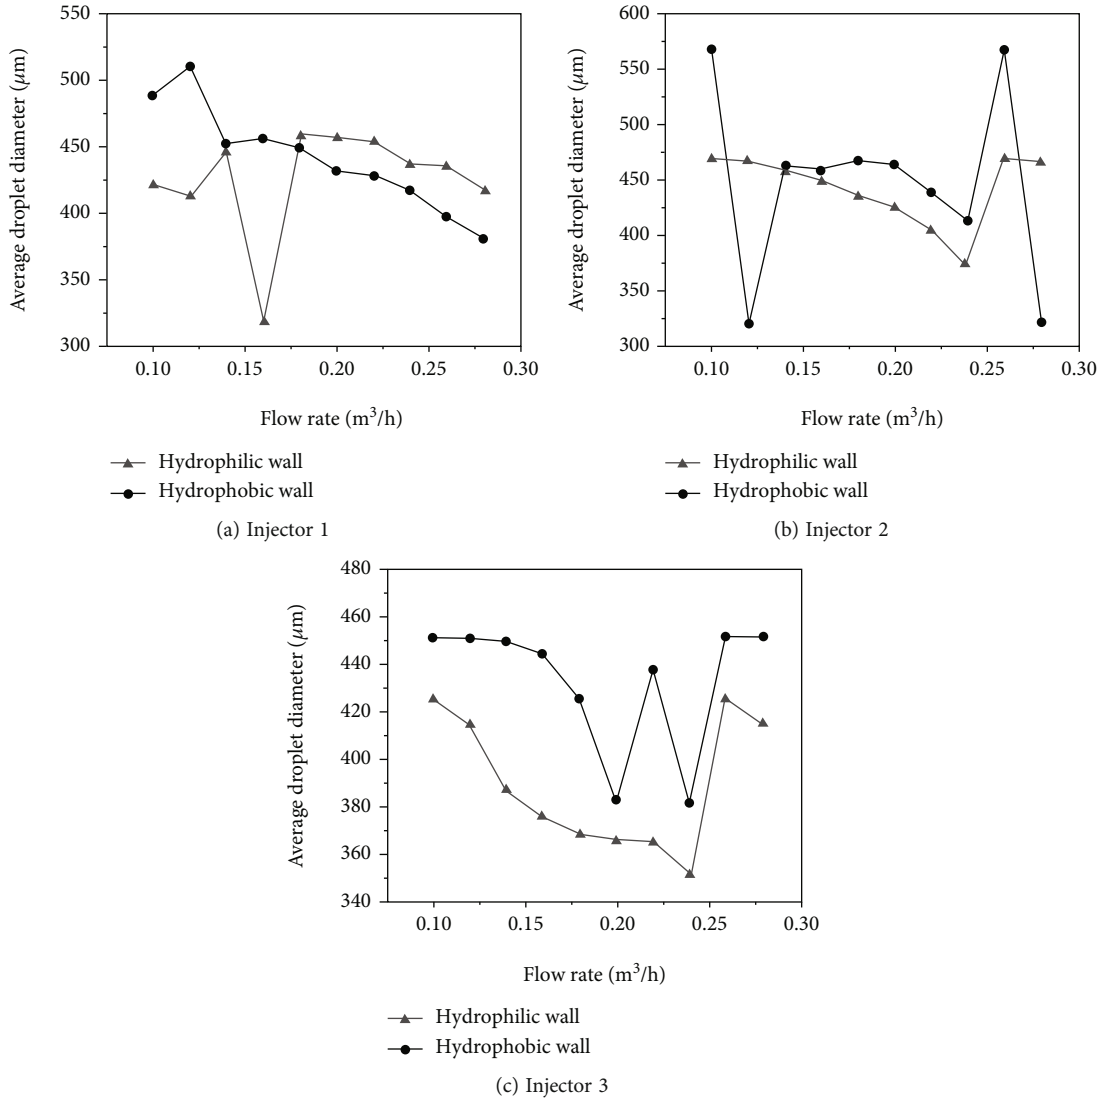 550
500
450
400
350
300
Average droplet diameter (μm)
0.10 0.15 0.20 0.25 0.30
Flow rate (m³/h)
Hydrophilic wall
Hydrophobic wall
(a) Injector 1
600
550
500
450
400
350
300
Average droplet diameter (μm)
0.10 0.15 0.20 0.25 0.30
Flow rate (m³/h)
Hydrophilic wall
Hydrophobic wall
(b) Injector 2
480
460
440
420
400
380
360
340
Average droplet diameter (μm)
0.10 0.15 0.20 0.25 0.30
Flow rate (m³/h)
Hydrophilic wall
Hydrophobic wall
(c) Injector 3